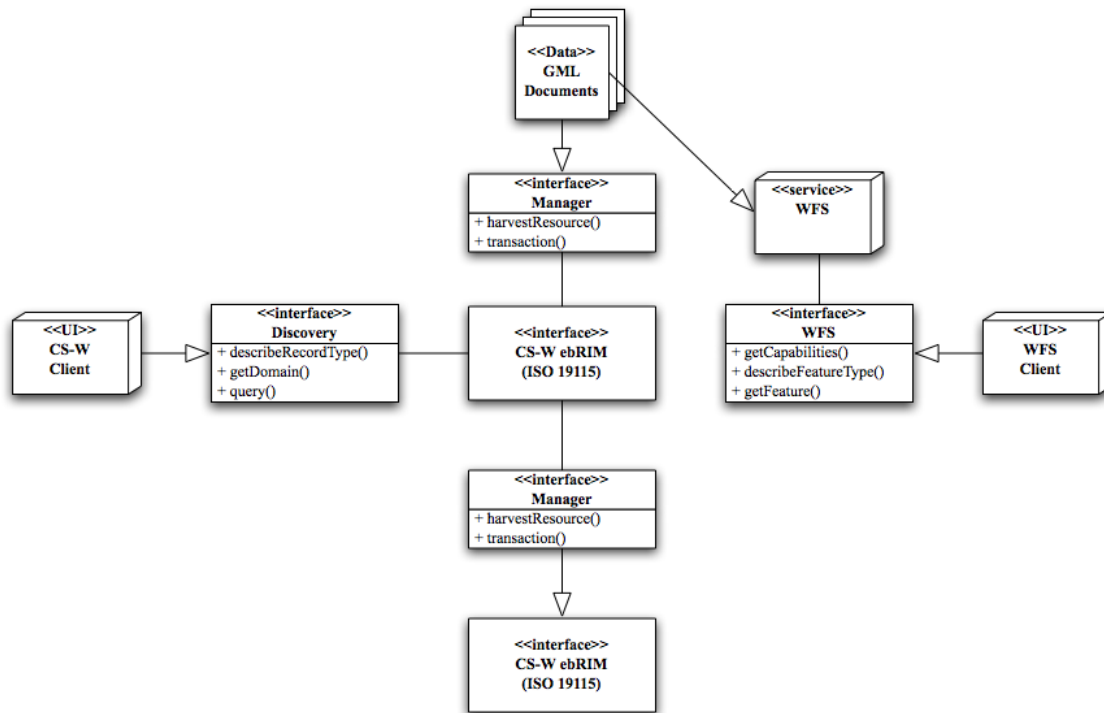 <<Data>>
GML
Documents
<<interface>>
Manager
+ harvestResource()
+ transaction()
<<service>>
WFS
<<UI>>
CS-W
Client
<<interface>>
Discovery
+ describeRecordType()
+ getDomain()
+ query()
<<interface>>
CS-W ebRIM
(ISO 19115)
<<interface>>
WFS
+ getCapabilities()
+ describeFeatureType()
+ getFeature()
<<UI>>
WFS
Client
<<interface>>
Manager
+ harvestResource()
+ transaction()
<<interface>>
CS-W ebRIM
(ISO 19115)